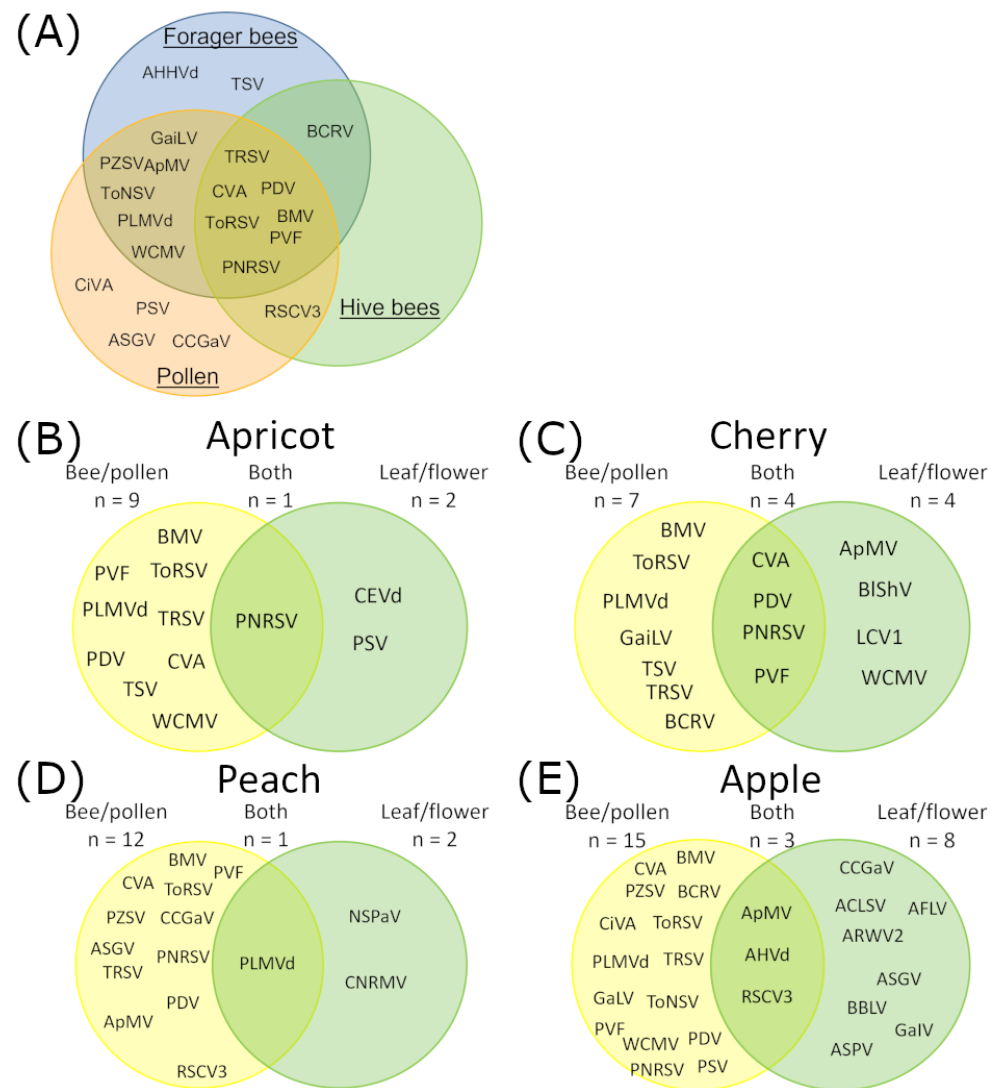 (A)
Forager bees
AHHVd
TSV
BCRV
GaiLV
PZSV ApMV
TRSV
ToNSV
CVA PDV
PLMVd
ToRSV BMV
PVF
WCMV
PNRSV
CiVA
PSV
RSCV3
Hive bees
ASGV CCGaV
Pollen
(B) Apricot
Bee/pollen Both Leaf/flower
n = 9 n = 1 n = 2
BMV
PVF ToRSV
PLMVd TRSV
PNRSV
CEVd
PSV
PDV CVA
TSV
WCMV
(C) Cherry
Bee/pollen Both Leaf/flower
n = 7 n = 4 n = 4
BMV
ToRSV
PLMVd
GaiLV
TSV
TRSV
BCRV
CVA
PDV
PNRSV
PVF
ApMV
BlShV
LCV1
WCMV
(D) Peach
Bee/pollen Both Leaf/flower
n = 12 n = 1 n = 2
BMV
PVF
CVA ToRSV
PZSV CCGaV
ASGV PNRSV
TRSV
PDV
ApMV
RSCV3
PLMVd
NSPaV
CNRMV
(E) Apple
Bee/pollen Both Leaf/flower
n = 15 n = 3 n = 8
CVA BMV
PZSV BCRV
CiVA ToRSV
PLMVd TRSV
GaLV ToNSV
PVF
WCMV PDV
PNRSV PSV
ApMV
AHVd
RSCV3
CCGaV
ACLSV AFLV
ARWV2
ASGV
BBLV
GalV
ASPV